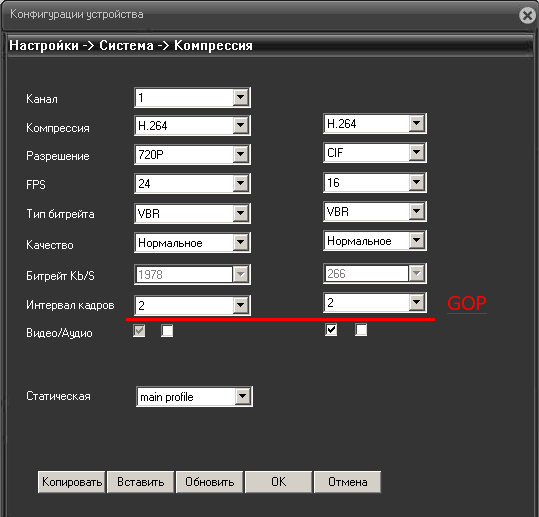 Конфигурации устройства
Настройки -> Система -> Компрессия
Канал 1
Компрессия H.264 H.264
Разрешение 720P CIF
FPS 24 16
Тип битрейта VBR VBR
Качество Нормальное Нормальное
Битрейт Kb/S 1978 266
Интервал кадров 2 2 GOP
Видео/Аудио
Статическая main profile
Копировать Вставить Обновить OK Отмена